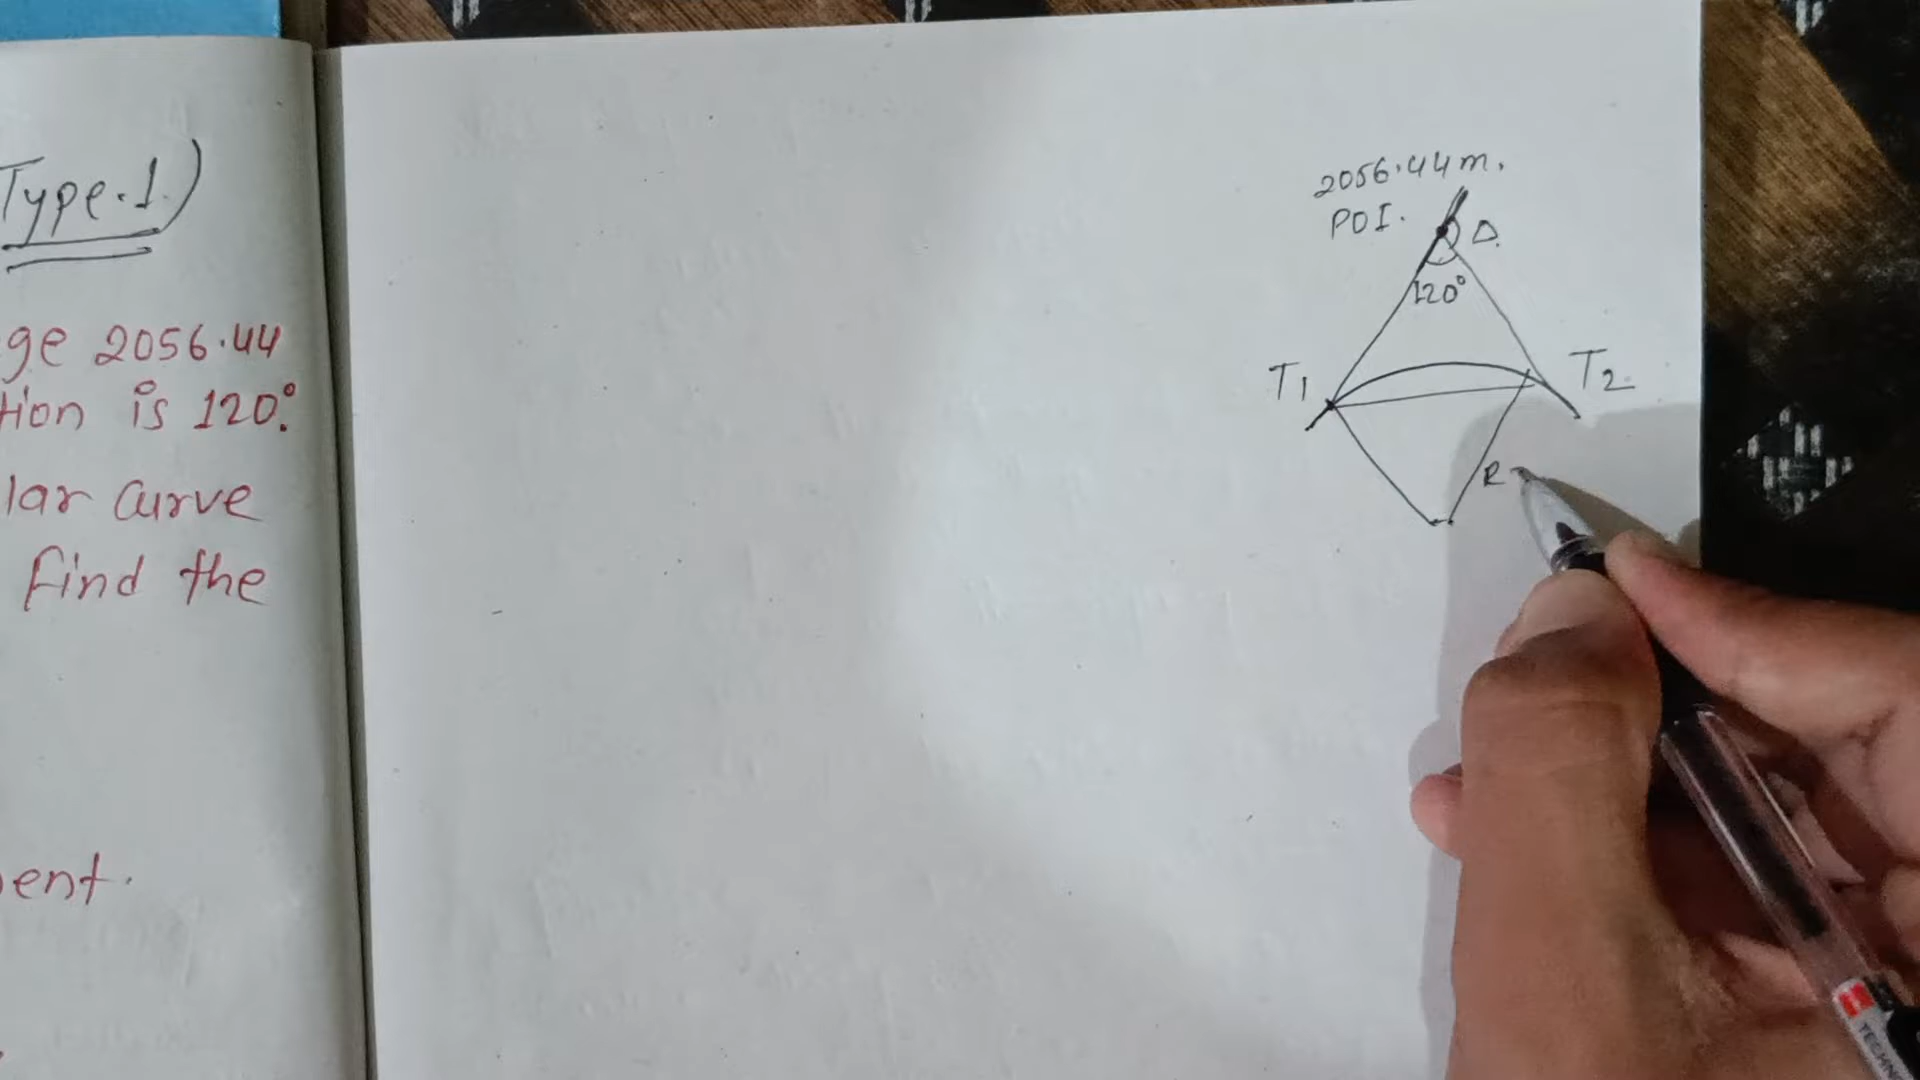 Type.1)
ge 2056.44
tion is 120°.
lar curve
find the
ent.
2056.44m.
POI. Δ.
120°
T1 T2
R
TECHN